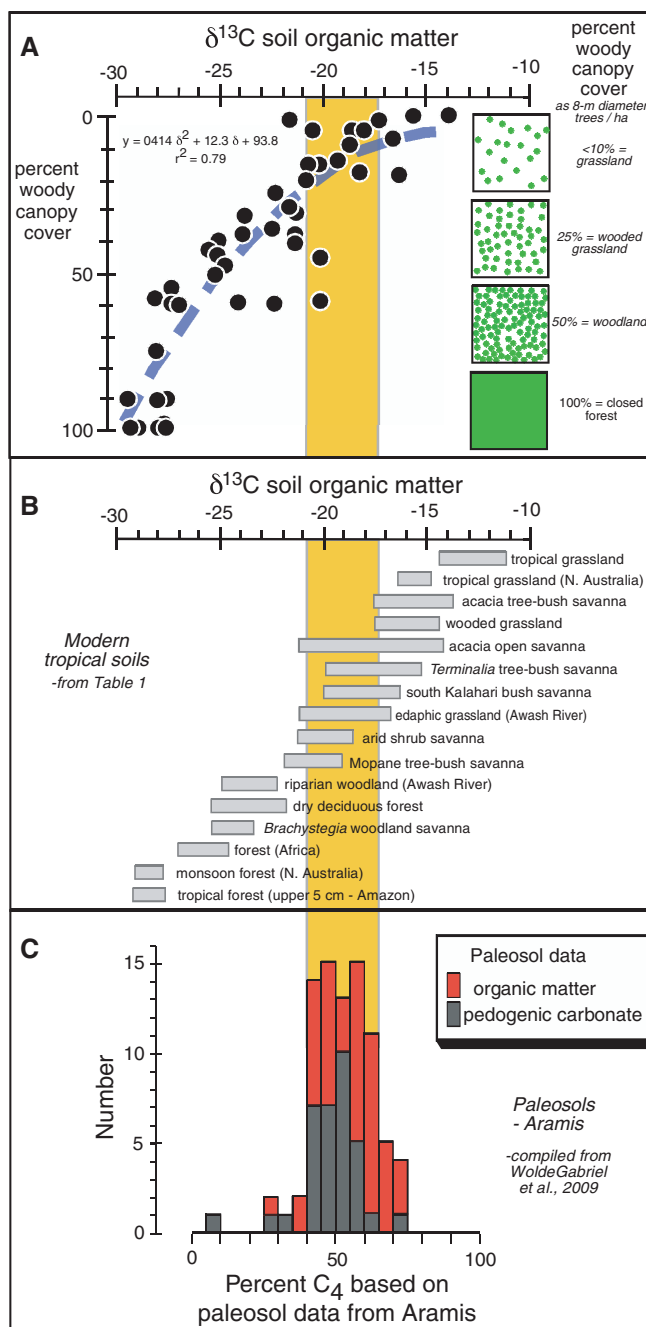 A
δ13C soil organic matter
-30 -25 -20 -15 -10
percent
woody
canopy
cover
as 8-m diameter
trees / ha
0
50
100
percent
woody
canopy
cover
y = 0414 δ2 + 12.3 δ + 93.8
r2 = 0.79
<10% =
grassland
25% = wooded
grassland
50% = woodland
100% = closed
forest
B
δ13C soil organic matter
-30 -25 -20 -15 -10
Modern
tropical soils
-from Table 1
tropical grassland
tropical grassland (N. Australia)
acacia tree-bush savanna
wooded grassland
acacia open savanna
Terminalia tree-bush savanna
south Kalahari bush savanna
edaphic grassland (Awash River)
arid shrub savanna
Mopane tree-bush savanna
riparian woodland (Awash River)
dry deciduous forest
Brachystegia woodland savanna
forest (Africa)
monsoon forest (N. Australia)
tropical forest (upper 5 cm - Amazon)
C
15
10
5
0
Number
Paleosol data
organic matter
pedogenic carbonate
Paleosols
- Aramis
-compiled from
WoldeGabriel
et al., 2009
0 50 100
Percent C4 based on
paleosol data from Aramis